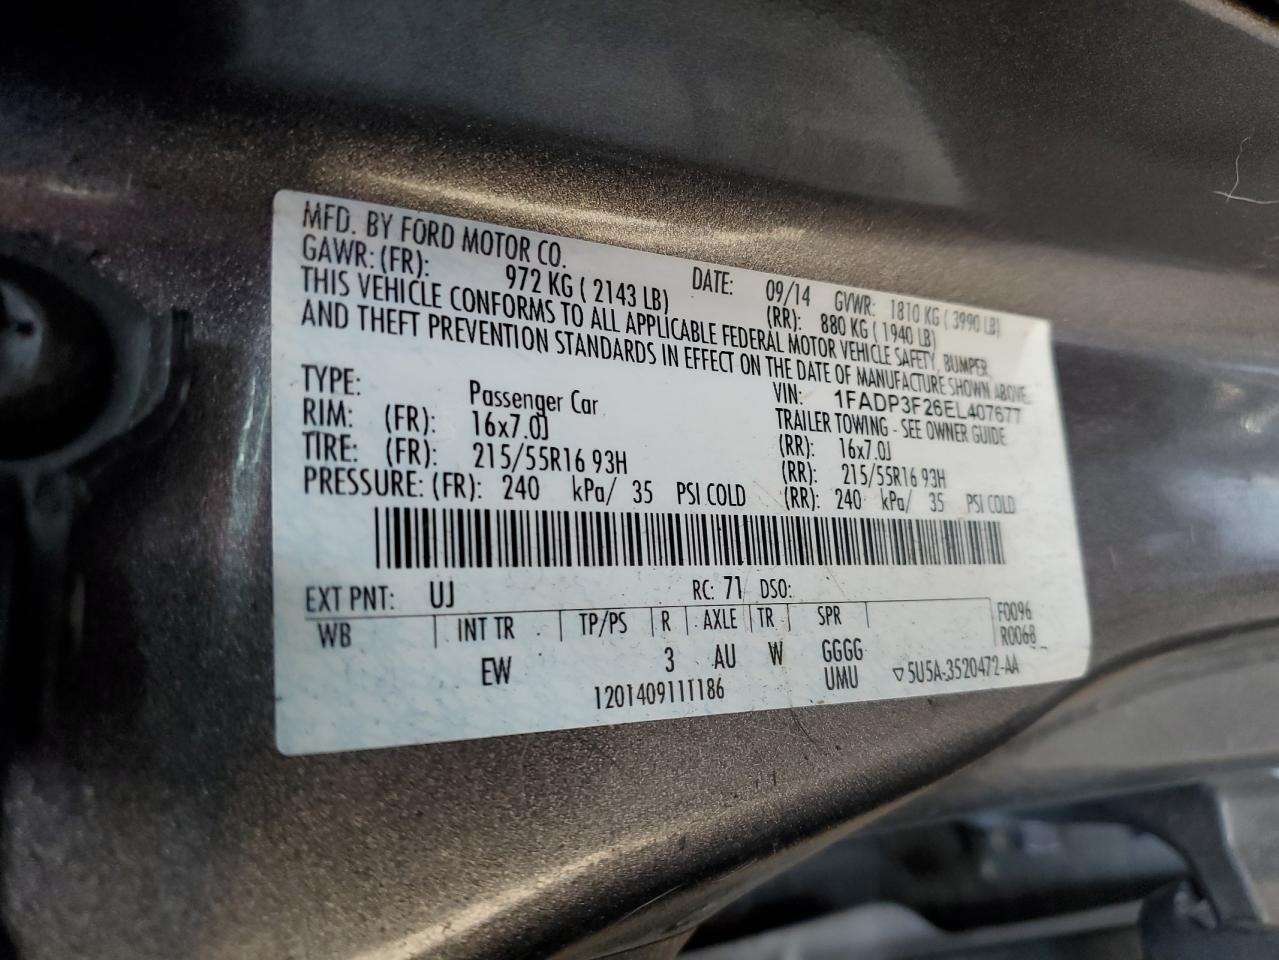 MFD. BY FORD MOTOR CO. DATE: 09/14 GVWR: 1810 KG ( 3990 LB)
GAWR: (FR): 972 KG ( 2143 LB) (RR): 880 KG ( 1940 LB)
THIS VEHICLE CONFORMS TO ALL APPLICABLE FEDERAL MOTOR VEHICLE SAFETY, BUMPER,
AND THEFT PREVENTION STANDARDS IN EFFECT ON THE DATE OF MANUFACTURE SHOWN ABOVE.
VIN: 1FADP3F26EL407677
TYPE: Passenger Car TRAILER TOWING - SEE OWNER GUIDE
RIM: (FR): 16x7.0J (RR): 16x7.0J
TIRE: (FR): 215/55R16 93H (RR): 215/55R16 93H
PRESSURE: (FR): 240 kPa/ 35 PSI COLD (RR): 240 kPa/ 35 PSI COLD
EXT PNT: UJ RC: 71 DSO:
WB INT TR TP/PS R AXLE TR SPR F0096
R0068
EW 3 AU W GGGG
120140911T186 UMU ▽5U5A-3520472-AA